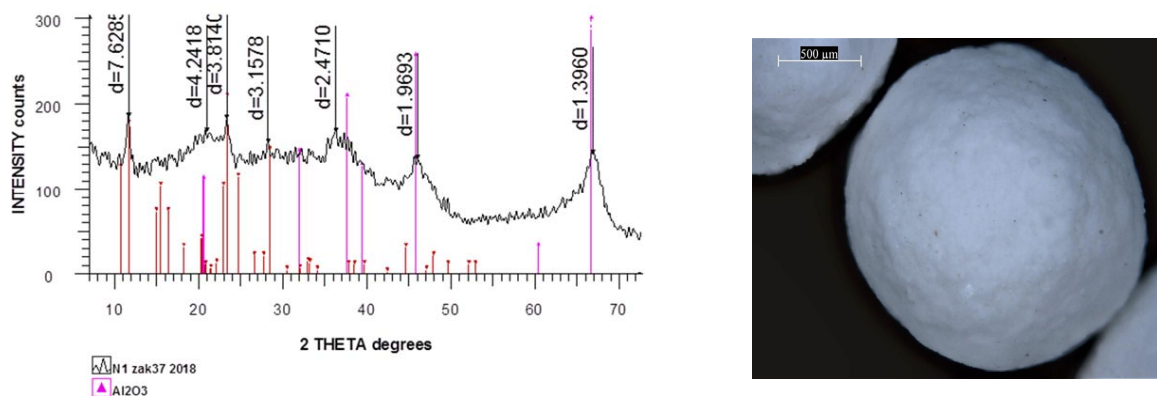 INTENSITY counts
300
200
100
0
d=7.6285
d=4.2418
d=3.8140
d=3.1578
d=2.4710
d=1.9693
d=1.3960
10 20 30 40 50 60 70
2 THETA degrees
N1 zak37 2018
Al2O3
500 µm